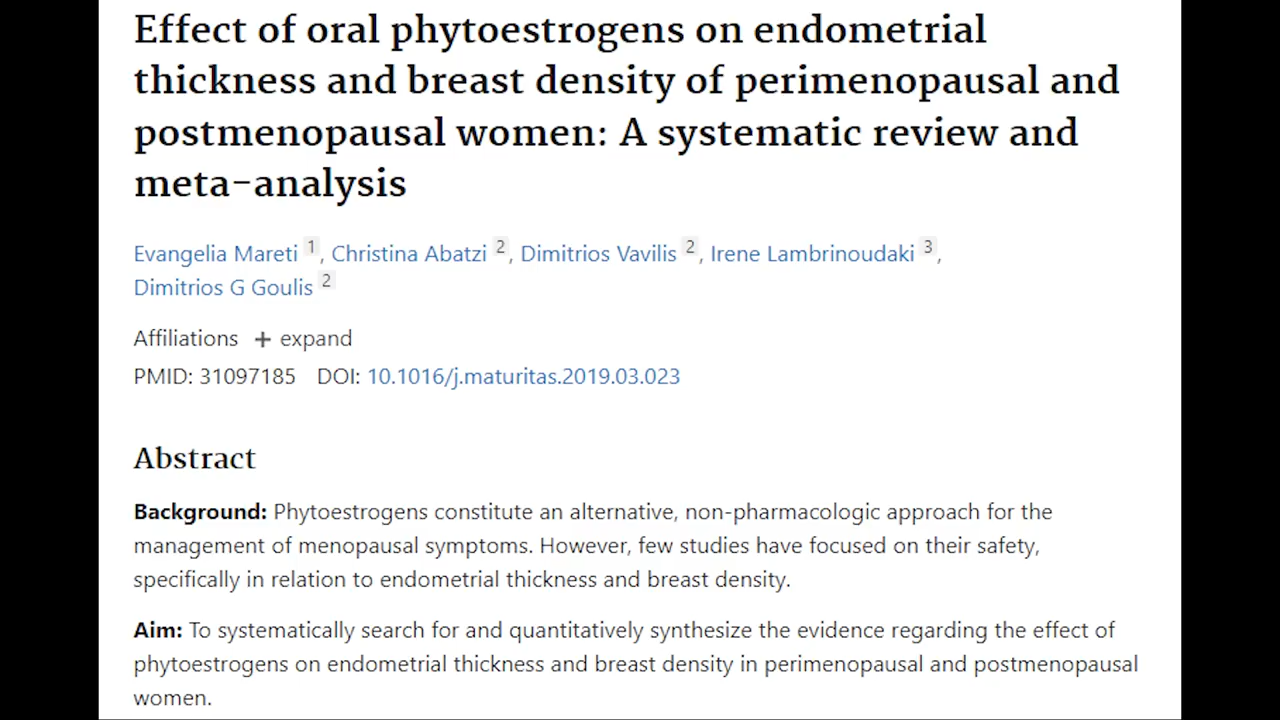 Effect of oral phytoestrogens on endometrial
thickness and breast density of perimenopausal and
postmenopausal women: A systematic review and
meta-analysis
Evangelia Mareti 1, Christina Abatzi 2, Dimitrios Vavilis 2, Irene Lambrinoudaki 3,
Dimitrios G Goulis 2
Affiliations + expand
PMID: 31097185 DOI: 10.1016/j.maturitas.2019.03.023
Abstract
Background: Phytoestrogens constitute an alternative, non-pharmacologic approach for the
management of menopausal symptoms. However, few studies have focused on their safety,
specifically in relation to endometrial thickness and breast density.
Aim: To systematically search for and quantitatively synthesize the evidence regarding the effect of
phytoestrogens on endometrial thickness and breast density in perimenopausal and postmenopausal
women.